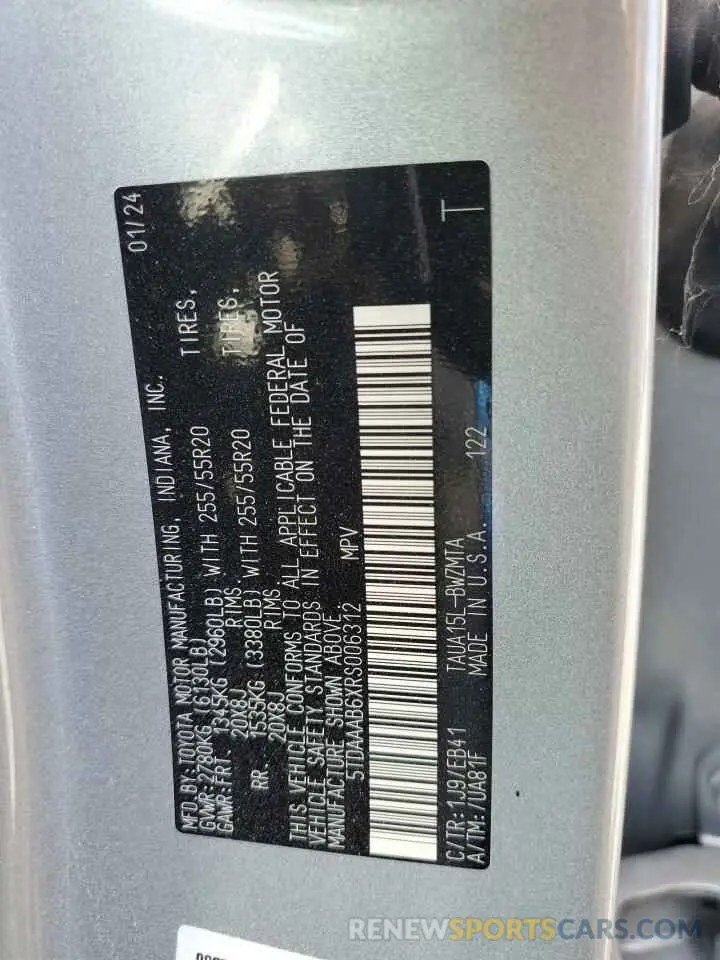 01/24
MFD.BY:TOYOTA MOTOR MANUFACTURING, INDIANA, INC.
GVWR:2780KG (6130LB)
GAWR:FRT 1345KG (2960LB) WITH 255/55R20 TIRES,
20X8J RIMS
RR 1535KG (3380LB) WITH 255/55R20 TIRES,
20X8J RIMS
THIS VEHICLE CONFORMS TO ALL APPLICABLE FEDERAL MOTOR
VEHICLE SAFETY STANDARDS IN EFFECT ON THE DATE OF
MANUFACTURE SHOWN ABOVE.
5TDAAAB6XRS006312 MPV
C/TR:1J9/EB41 TAUA15L-BWZMTA
A/TM:-/UA81F MADE IN U.S.A. 122
T
RENEWSPORTSCARS.COM